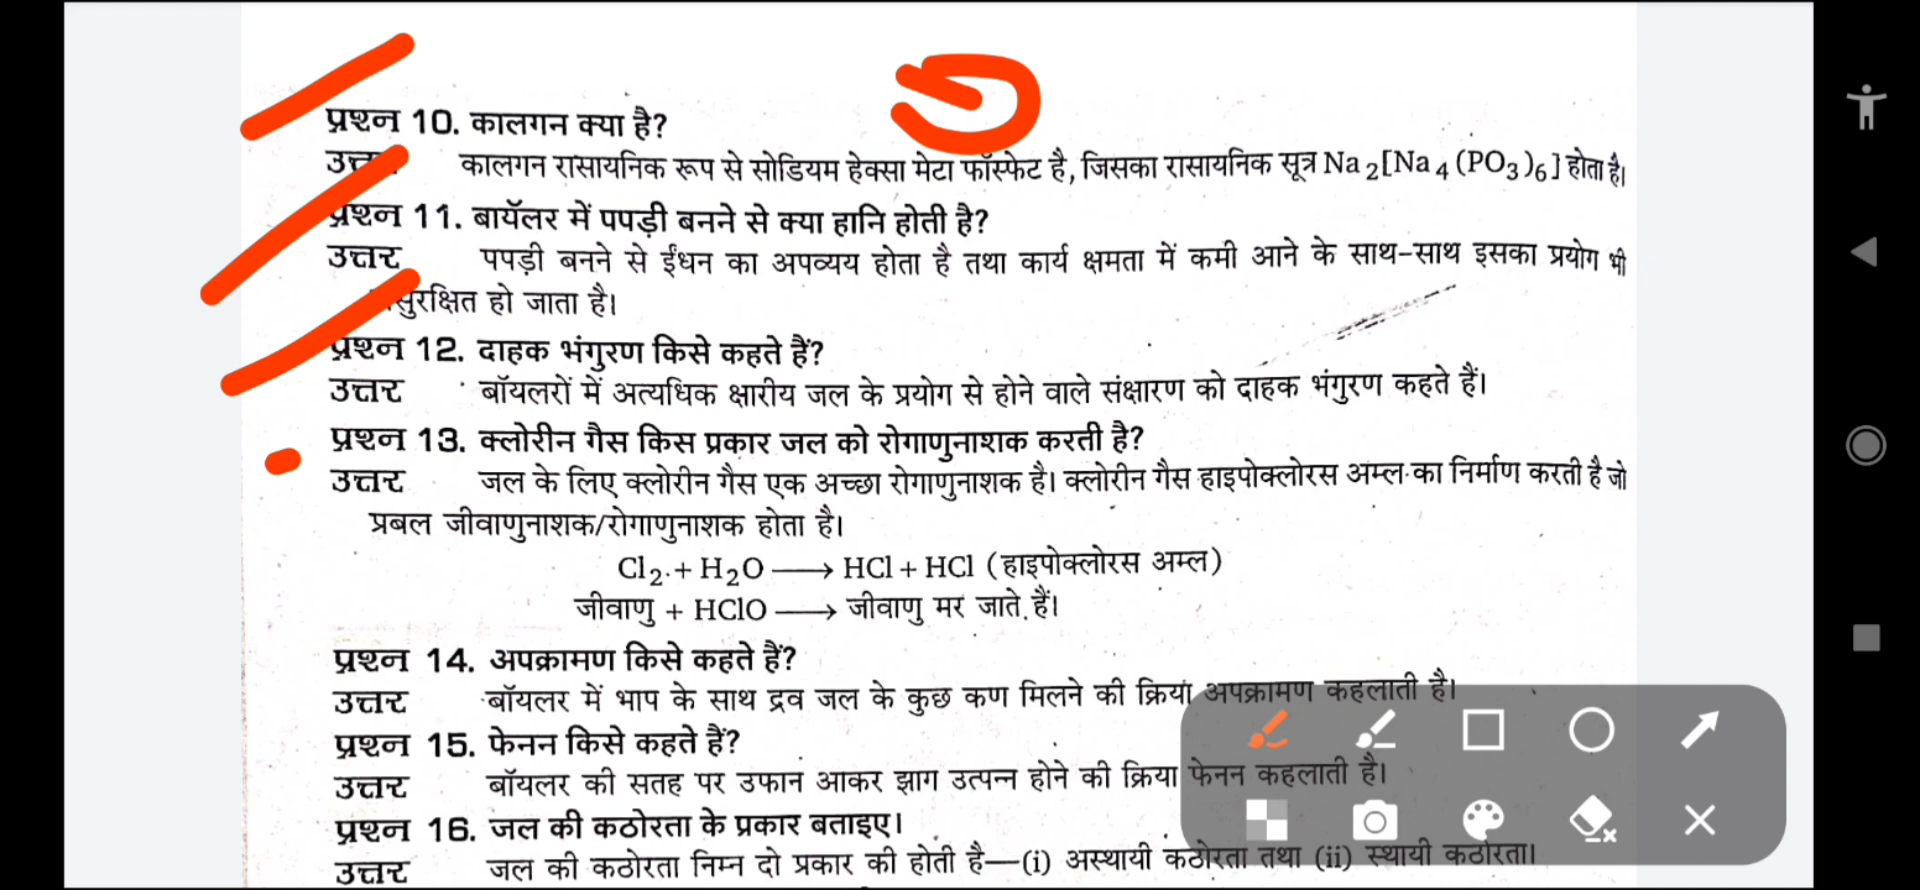 प्रश्न 10. कालगन क्या है?
कालगन रासायनिक रूप से सोडियम हेक्सा मेटा फॉस्फेट है, जिसका रासायनिक सूत्र Na₂[Na₄(PO₃)₆] होता है।
प्रश्न 11. बायॅलर में पपड़ी बनने से क्या हानि होती है?
उत्तर पपड़ी बनने से ईंधन का अपव्यय होता है तथा कार्य क्षमता में कमी आने के साथ-साथ इसका प्रयोग भी
हो जाता है।
प्रश्न 12. दाहक भंगुरण किसे कहते हैं?
उत्तर बॉयलरों में अत्यधिक क्षारीय जल के प्रयोग से होने वाले संक्षारण को दाहक भंगुरण कहते हैं।
प्रश्न 13. क्लोरीन गैस किस प्रकार जल को रोगाणुनाशक करती है?
उत्तर जल के लिए क्लोरीन गैस एक अच्छा रोगाणुनाशक है। क्लोरीन गैस हाइपोक्लोरस अम्ल का निर्माण करती है जो
प्रबल जीवाणुनाशक/रोगाणुनाशक होता है।
Cl₂ + H₂O ⟶ HCl + HCl (हाइपोक्लोरस अम्ल)
जीवाणु + HClO ⟶ जीवाणु मर जाते हैं।
प्रश्न 14. अपक्रामण किसे कहते हैं?
उत्तर बॉयलर में भाप के साथ द्रव जल के कुछ कण मिलने की क्रिया अपक्रामण कहलाती है।
प्रश्न 15. फेनन किसे कहते हैं?
उत्तर बॉयलर की सतह पर उफान आकर झाग उत्पन्न होने की क्रिया फेनन कहलाती है।
प्रश्न 16. जल की कठोरता के प्रकार बताइए।
उत्तर जल की कठोरता निम्न दो प्रकार की होती है—(i) अस्थायी कठोरता तथा (ii) स्थायी कठोरता।